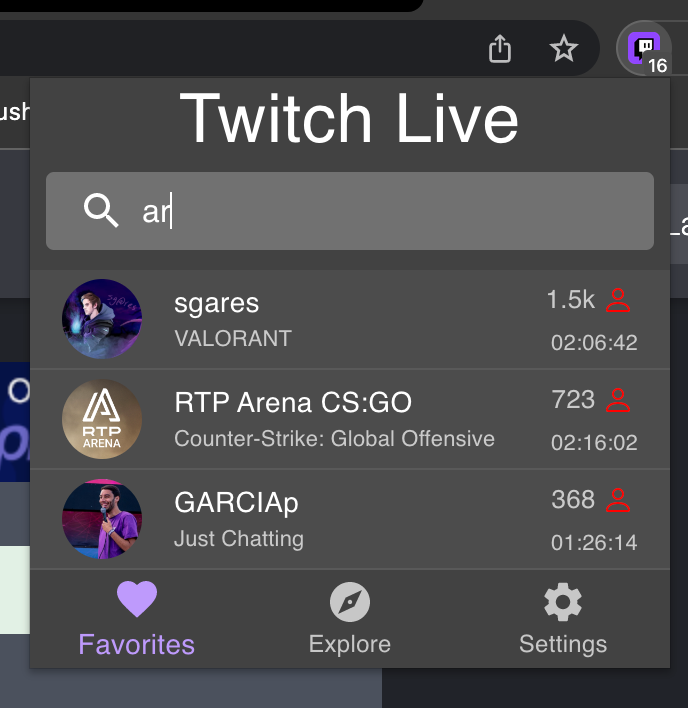 16
ush
Twitch Live
ar
sgares
1.5k
VALORANT
02:06:42
RTP
ARENA
RTP Arena CS:GO
723
Counter-Strike: Global Offensive
02:16:02
GARCIAp
368
Just Chatting
01:26:14
Favorites
Explore
Settings